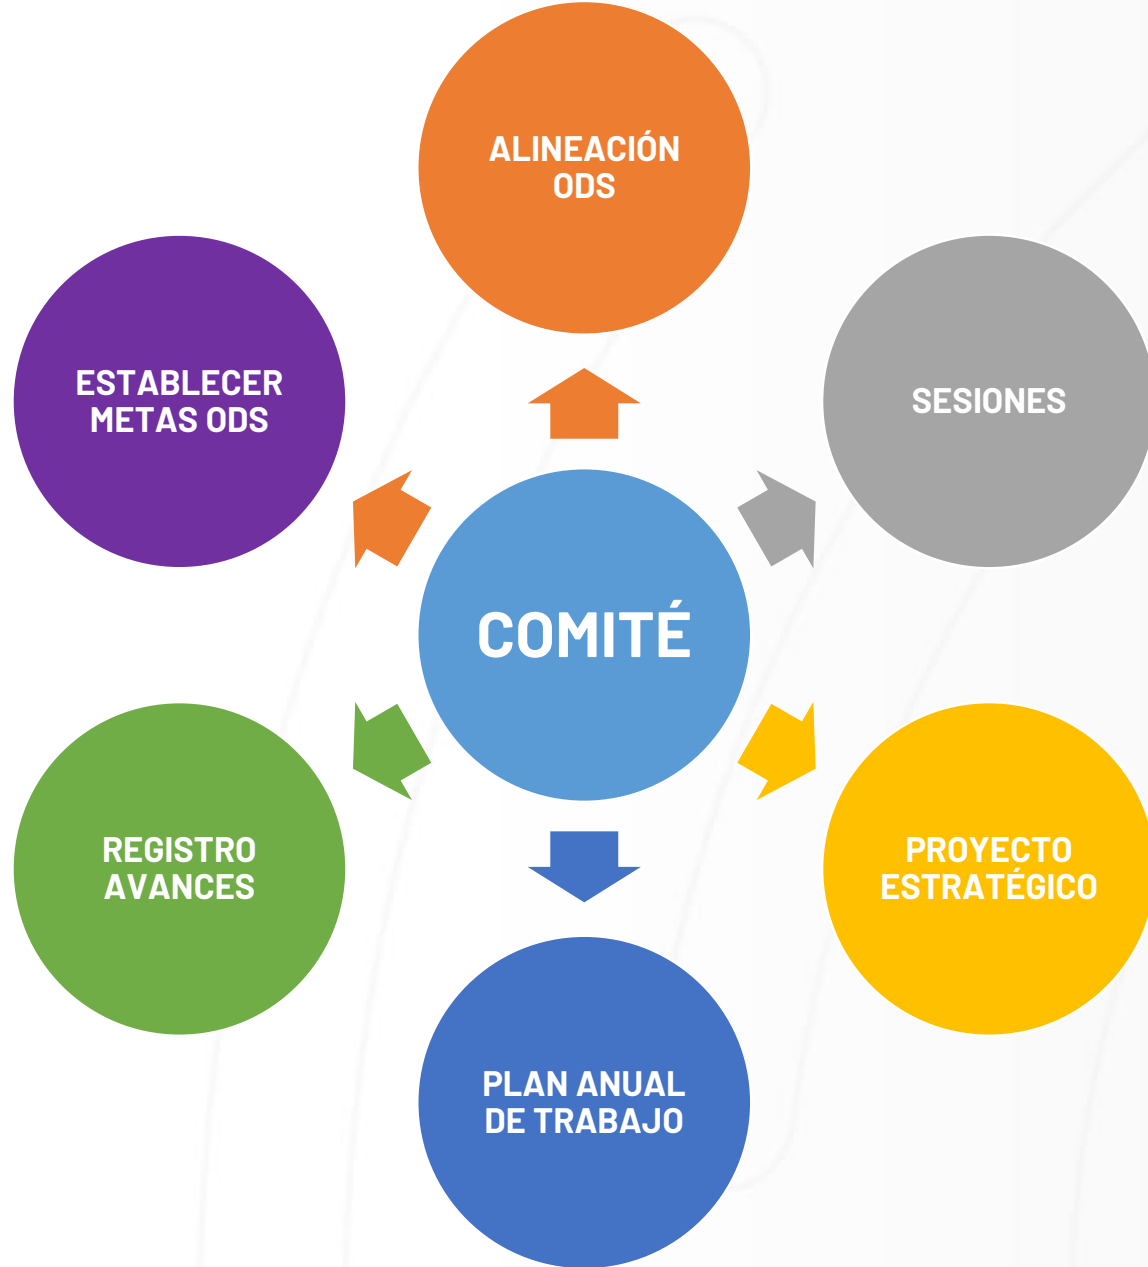 ALINEACIÓN
ODS
ESTABLECER
METAS ODS
SESIONES
COMITÉ
REGISTRO
AVANCES
PROYECTO
ESTRATÉGICO
PLAN ANUAL
DE TRABAJO